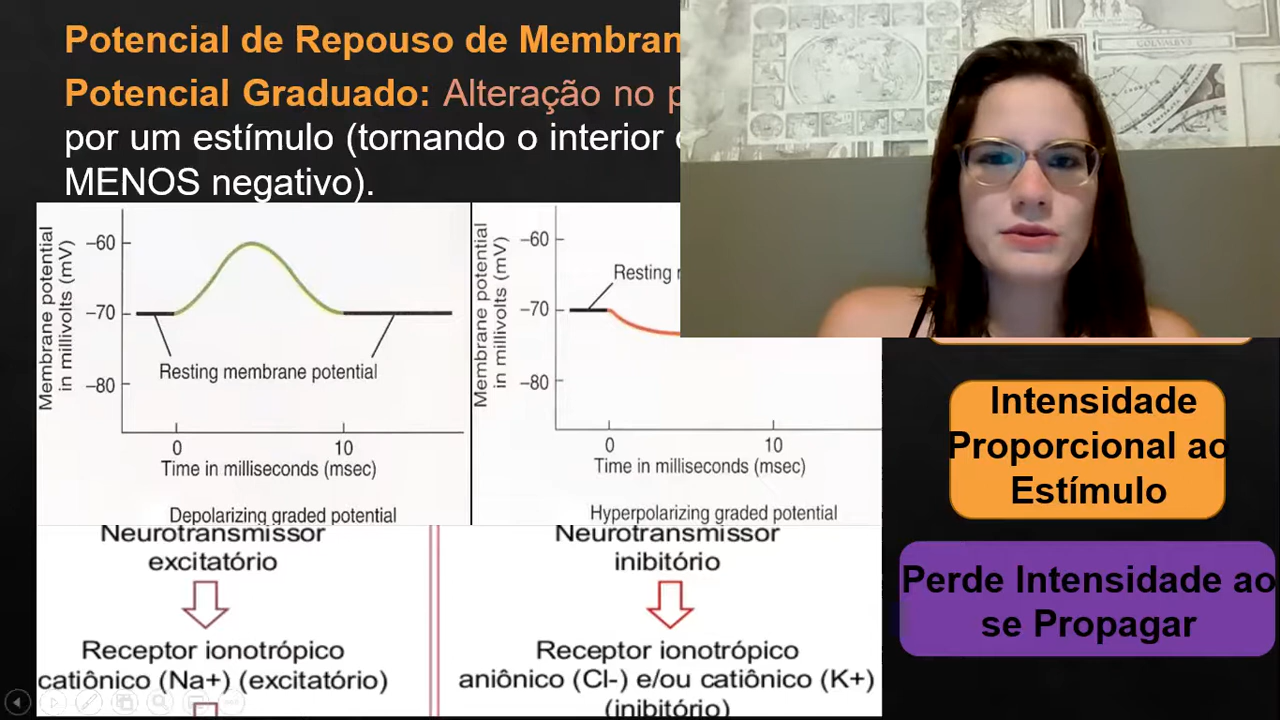 Potencial de Repouso de Membran
Potencial Graduado: Alteração no p
por um estímulo (tornando o interior
MENOS negativo).
Membrane potential
in millivolts (mV)
–60
–70
–80
Resting membrane potential
0
10
Time in milliseconds (msec)
Depolarizing graded potential
Membrane potential
in millivolts (mV)
–60
Resting
–70
–80
0
10
Time in milliseconds (msec)
Hyperpolarizing graded potential
Neurotransmissor
excitatório
Receptor ionotrópico
catiônico (Na+) (excitatório)
Neurotransmissor
inibitório
Receptor ionotrópico
aniônico (Cl-) e/ou catiônico (K+)
(inibitório)
Intensidade
Proporcional ao
Estímulo
Perde Intensidade ao
se Propagar